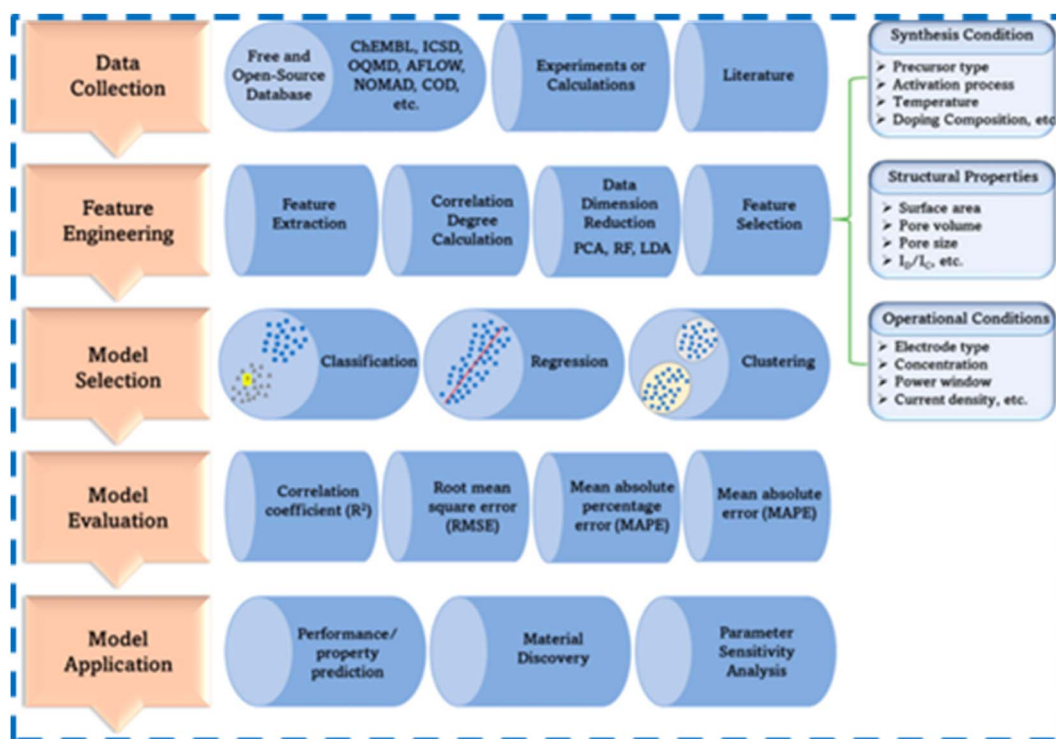 Data
Collection
Free and
Open-Source
Database
ChEMBL, ICSD,
OQMD, AFLOW,
NOMAD, COD,
etc.
Experiments or
Calculations
Literature
Synthesis Condition
➤ Precursor type
➤ Activation process
➤ Temperature
➤ Doping Composition, etc
Feature
Engineering
Feature
Extraction
Correlation
Degree
Calculation
Data
Dimension
Reduction
PCA, RF, LDA
Feature
Selection
Structural Properties
➤ Surface area
➤ Pore volume
➤ Pore size
➤ I_D/I_G, etc.
Model
Selection
Classification
Regression
Clustering
Operational Conditions
➤ Electrode type
➤ Concentration
➤ Power window
➤ Current density, etc.
Model
Evaluation
Correlation
coefficient (R²)
Root mean
square error
(RMSE)
Mean absolute
percentage
error (MAPE)
Mean absolute
error (MAPE)
Model
Application
Performance/
property
prediction
Material
Discovery
Parameter
Sensitivity
Analysis